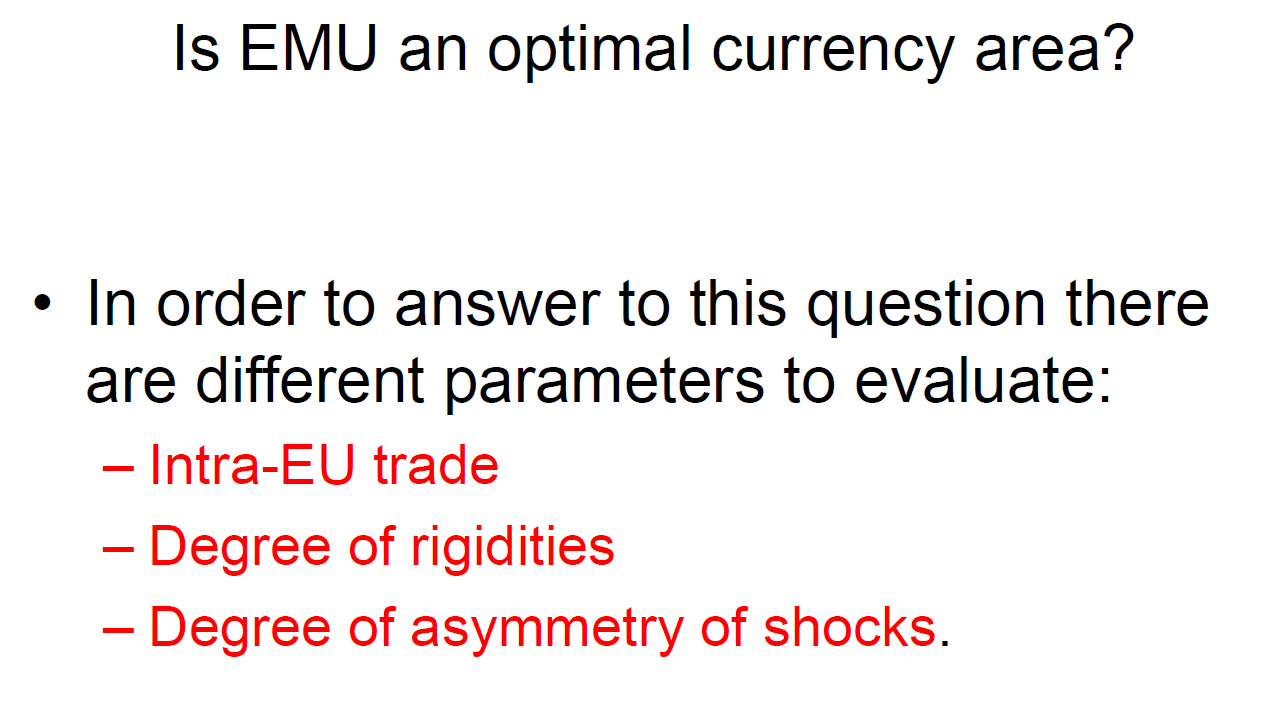 Is EMU an optimal currency area?
• In order to answer to this question there
are different parameters to evaluate:
– Intra-EU trade
– Degree of rigidities
– Degree of asymmetry of shocks.